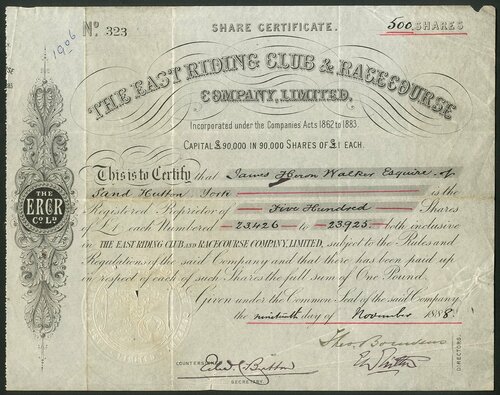 1906
No 323
SHARE CERTIFICATE.
500 SHARES
THE EAST RIDING CLUB & RACECOURSE
COMPANY, LIMITED,
Incorporated under the Companies Acts 1862 to 1883.
CAPITAL £90,000 IN 90,000 SHARES OF £1 EACH.
This is to Certify that James Heron Walker Esquire of
Sand Hutton York is the
Registered Proprietor of Five Hundred Shares
of £1 each Numbered 23426 to 23925 both inclusive
in THE EAST RIDING CLUB AND RACECOURSE COMPANY, LIMITED, subject to the Rules and
Regulations of the said Company and that there has been paid up
in respect of each of such Shares the full sum of One Pound.
Given under the Common Seal of the said Company
the nineteenth day of November 1888.
THE
ERCR
CO LD
LIMITED
COUNTERSIGNED
SECRETARY.
DIRECTORS.